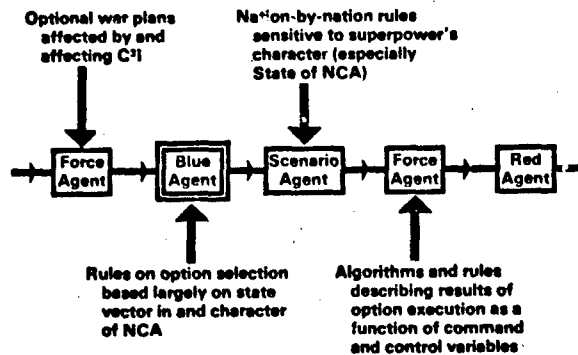 Optional war plans
affected by and
affecting C³I
Nation-by-nation rules
sensitive to superpower's
character (especially
State of NCA)
Force
Agent
Blue
Agent
Scenario
Agent
Force
Agent
Red
Agent
Rules on option selection
based largely on state
vector in and character
of NCA
Algorithms and rules
describing results of
option execution as a
function of command
and control variables